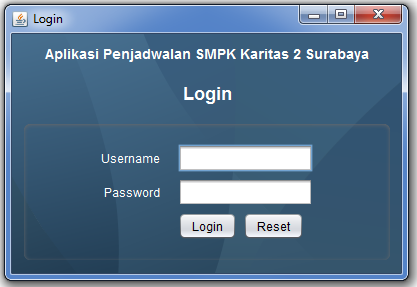 Login
Aplikasi Penjadwalan SMPK Karitas 2 Surabaya
Login
Username
Password
Login Reset